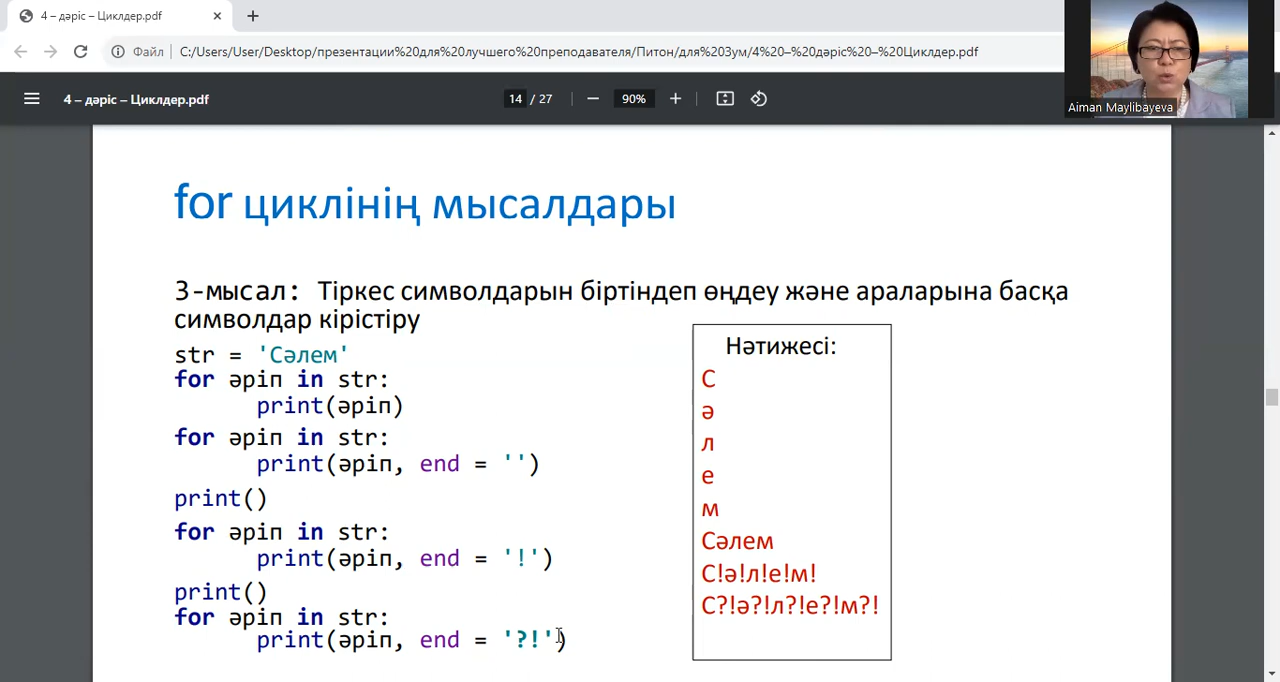 4 – дәріс – Циклдер.pdf
Файл
C:/Users/User/Desktop/презентации%20для%20лучшего%20преподавателя/Питон/для%20зум/4%20–%20дәріс%20–%20Циклдер.pdf
4 – дәріс – Циклдер.pdf
14 / 27
90%
Aiman Maylibayeva
for циклінің мысалдары
3-мысал: Тіркес символдарын біртіндеп өңдеу және араларына басқа
символдар кірістіру
str = 'Сәлем'
for әріп in str:
print(әріп)
for әріп in str:
print(әріп, end = '')
print()
for әріп in str:
print(әріп, end = '!')
print()
for әріп in str:
print(әріп, end = '?!')
Нәтижесі:
С
ә
л
е
м
Сәлем
С!ә!л!е!м!
С?!ә?!л?!е?!м?!